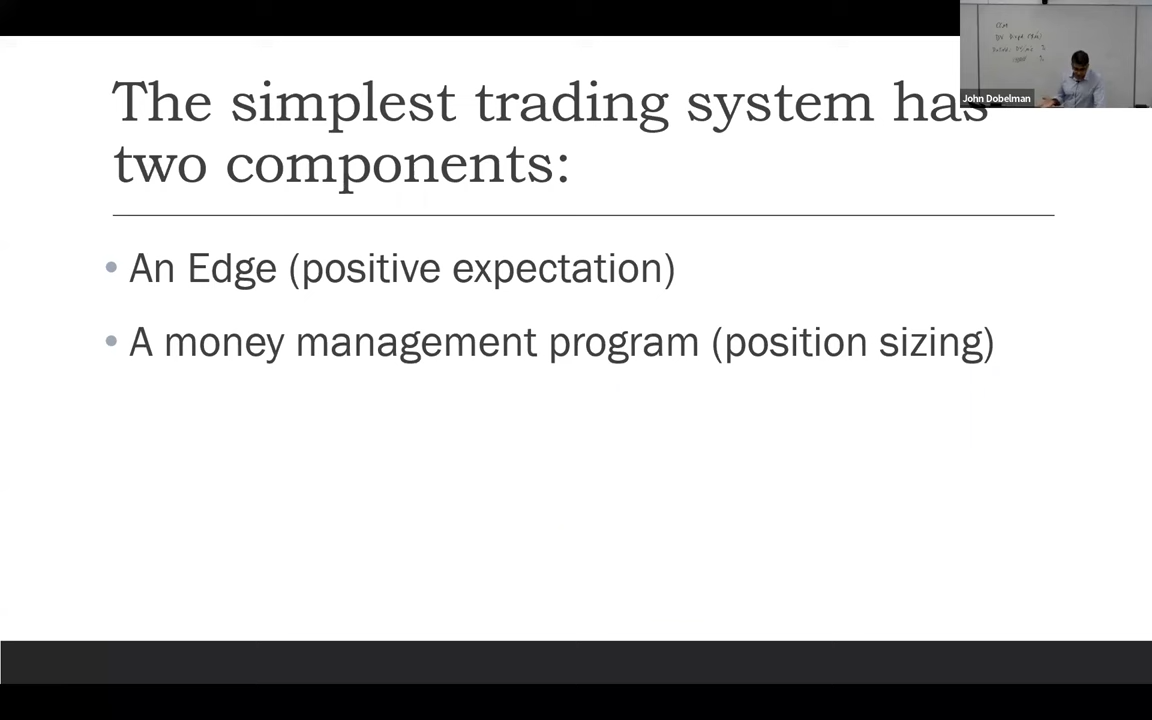 The simplest trading system has
two components:
• An Edge (positive expectation)
• A money management program (position sizing)
John Dobelman